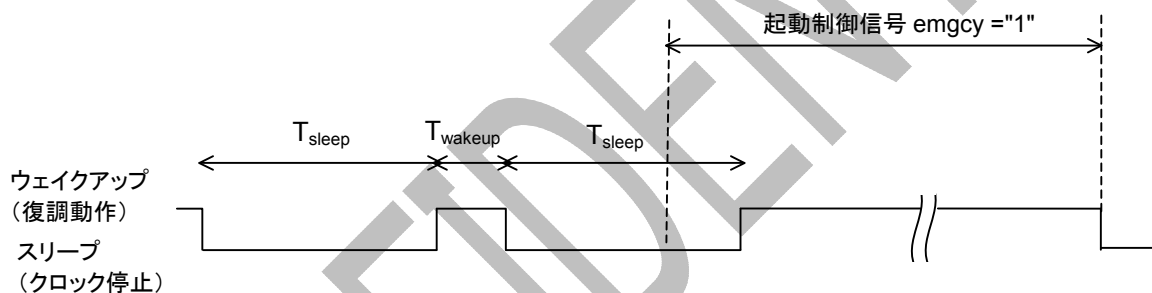 起動制御信号 emgcy ="1"
Tsleep
Twakeup
Tsleep
ウェイクアップ
（復調動作）
スリープ
（クロック停止）